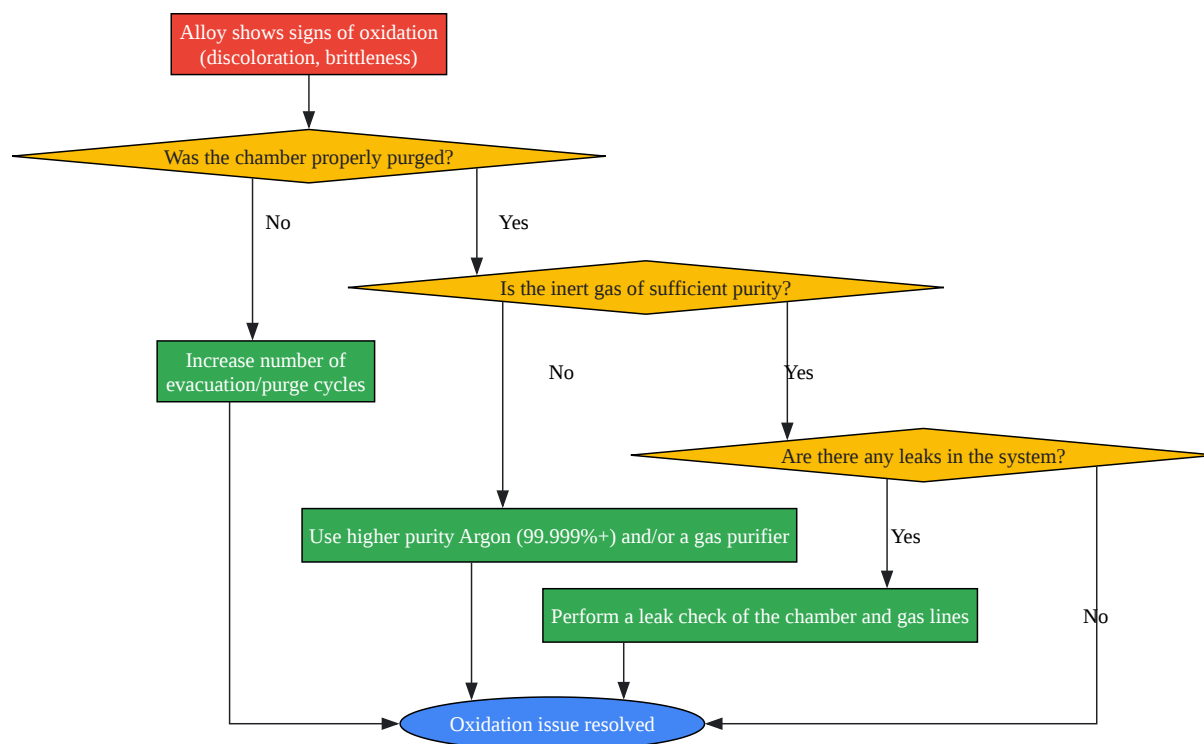 Alloy shows signs of oxidation
(discoloration, brittleness)
Was the chamber properly purged?
No
Yes
Is the inert gas of sufficient purity?
Increase number of
evacuation/purge cycles
No
Yes
Are there any leaks in the system?
Use higher purity Argon (99.999%+) and/or a gas purifier
Yes
Perform a leak check of the chamber and gas lines
No
Oxidation issue resolved